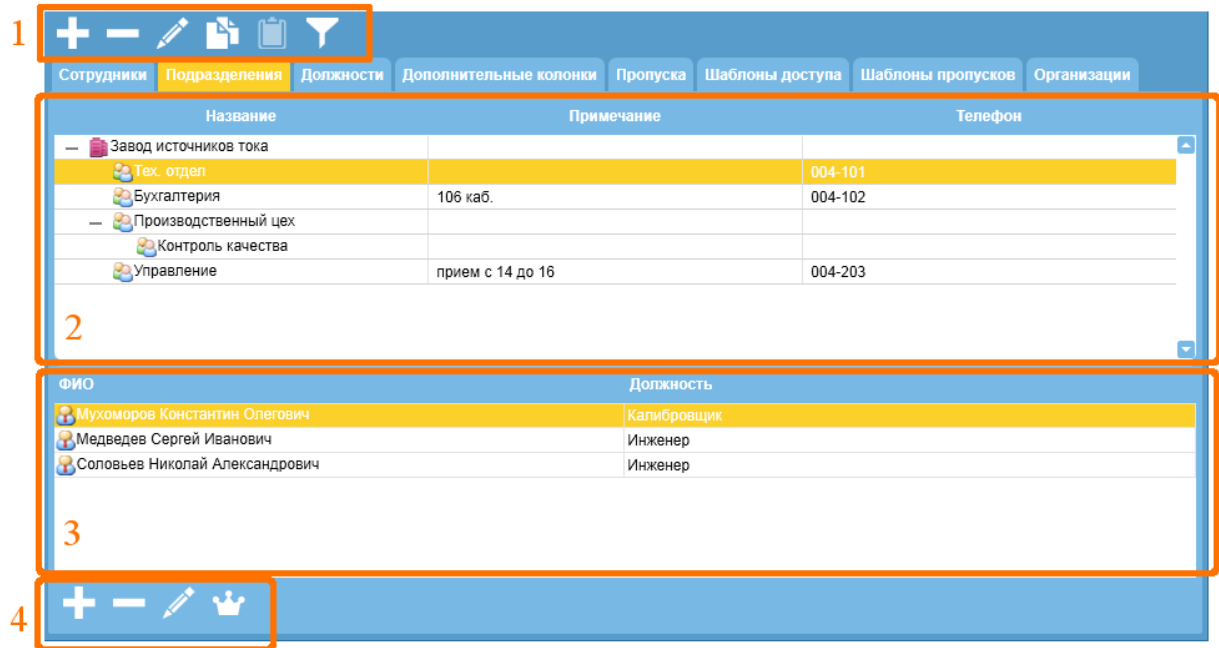 1
Сотрудники Подразделения Должности Дополнительные колонки Пропуска Шаблоны доступа Шаблоны пропусков Организации
Название Примечание Телефон
Завод источников тока
Тех. отдел 004-101
Бухгалтерия 106 каб. 004-102
Производственный цех
Контроль качества
Управление прием с 14 до 16 004-203
2
ФИО Должность
Мухоморов Константин Олегович Калибровщик
Медведев Сергей Иванович Инженер
Соловьев Николай Александрович Инженер
3
4